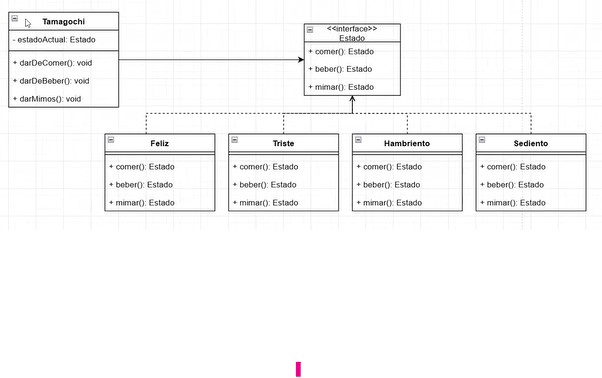 Tamagochi
- estadoActual: Estado
+ darDeComer(): void
+ darDeBeber(): void
+ darMimos(): void
<<interface>>
Estado
+ comer(): Estado
+ beber(): Estado
+ mimar(): Estado
Feliz
+ comer(): Estado
+ beber(): Estado
+ mimar(): Estado
Triste
+ comer(): Estado
+ beber(): Estado
+ mimar(): Estado
Hambriento
+ comer(): Estado
+ beber(): Estado
+ mimar(): Estado
Sediento
+ comer(): Estado
+ beber(): Estado
+ mimar(): Estado